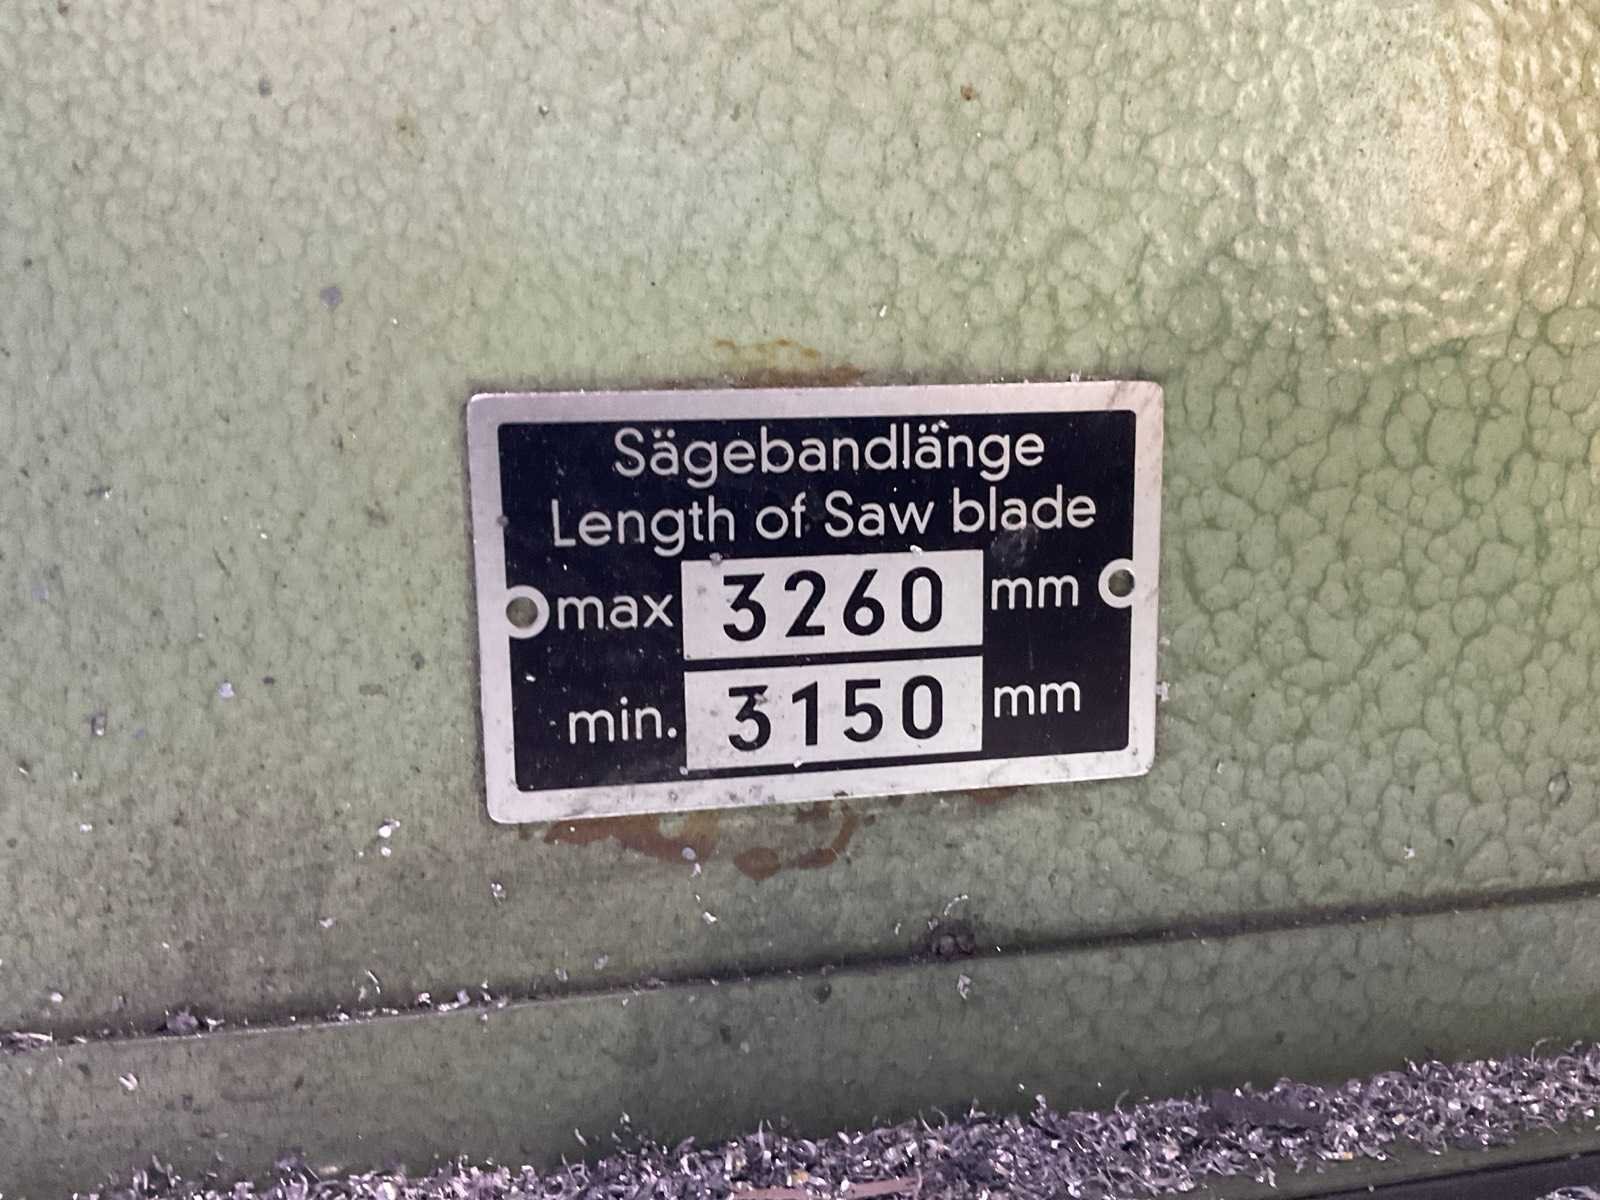 Sägebandlänge
Length of Saw blade
max 3260 mm
min. 3150 mm